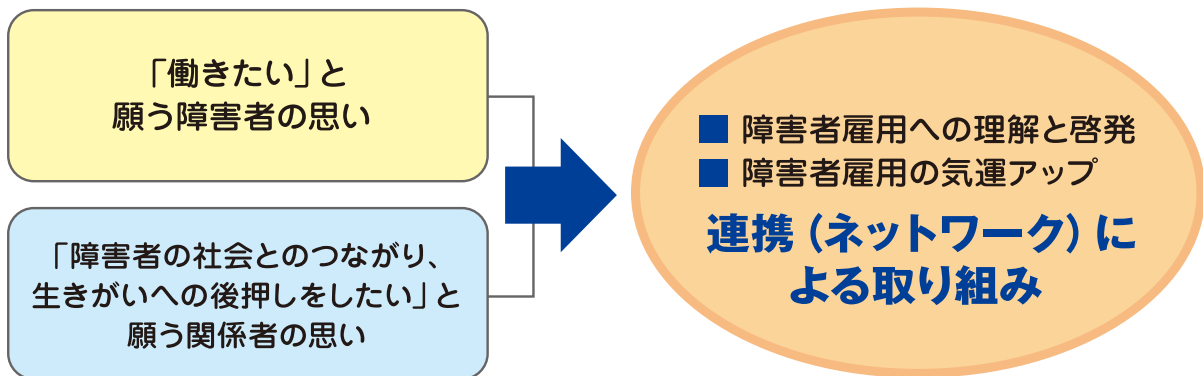 「働きたい」と
願う障害者の思い
「障害者の社会とのつながり、
生きがいへの後押しをしたい」と
願う関係者の思い
■ 障害者雇用への理解と啓発
■ 障害者雇用の気運アップ
連携（ネットワーク）に
よる取り組み